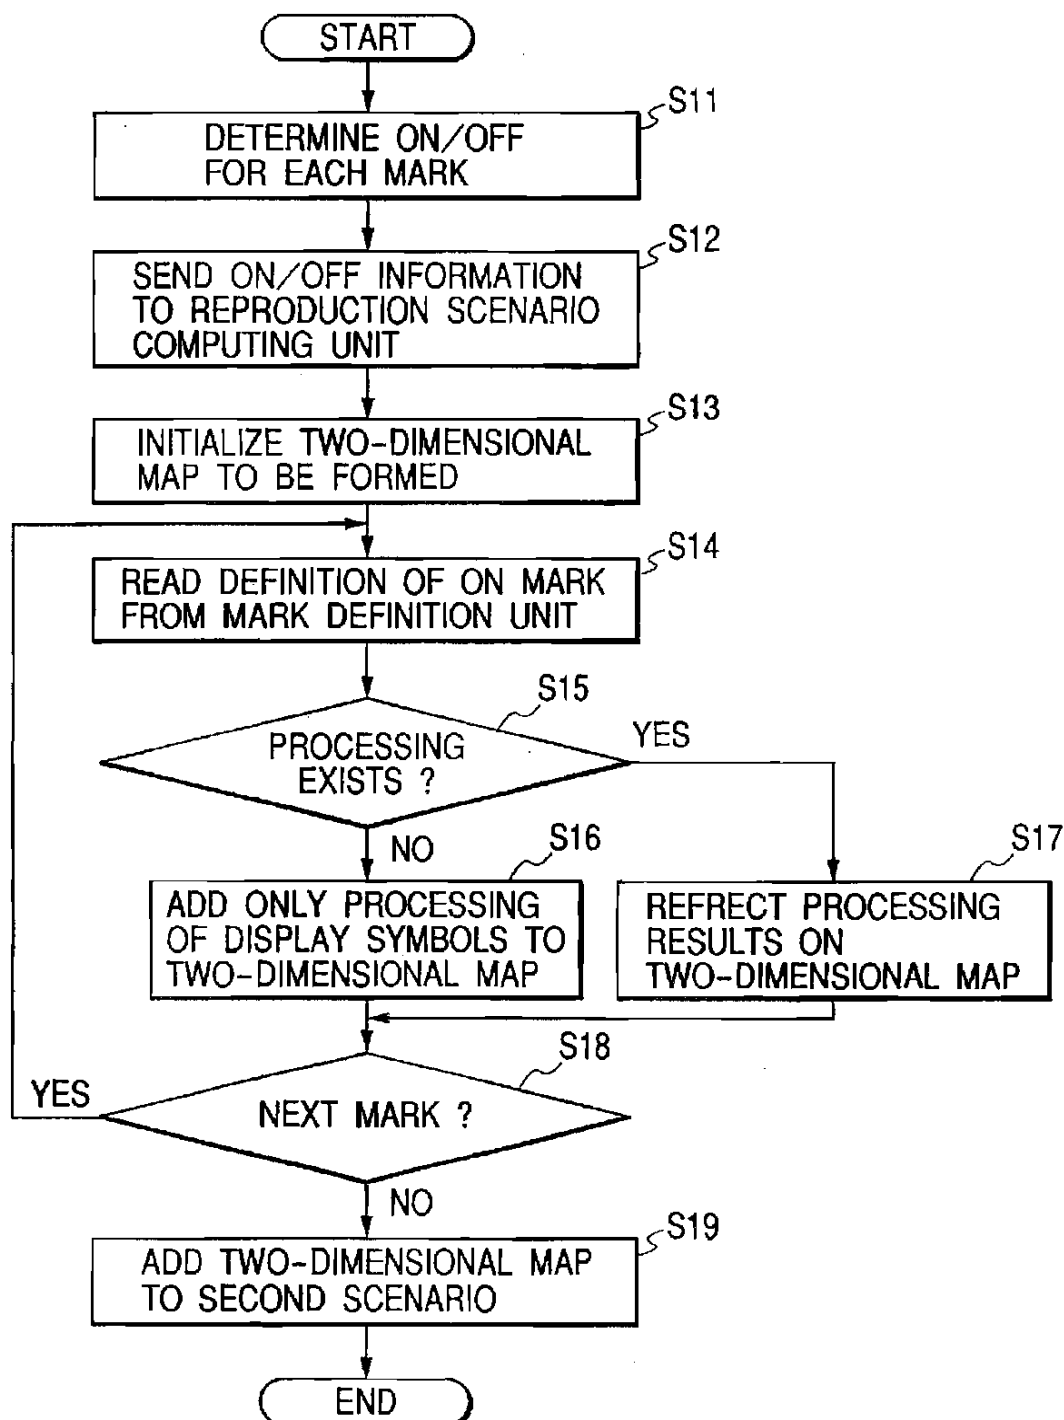 START
S11
DETERMINE ON/OFF
FOR EACH MARK
S12
SEND ON/OFF INFORMATION
TO REPRODUCTION SCENARIO
COMPUTING UNIT
S13
INITIALIZE TWO-DIMENSIONAL
MAP TO BE FORMED
S14
READ DEFINITION OF ON MARK
FROM MARK DEFINITION UNIT
S15
PROCESSING
EXISTS ?
YES
NO
S16
ADD ONLY PROCESSING
OF DISPLAY SYMBOLS TO
TWO-DIMENSIONAL MAP
S17
REFRECT PROCESSING
RESULTS ON
TWO-DIMENSIONAL MAP
S18
YES
NEXT MARK ?
NO
S19
ADD TWO-DIMENSIONAL MAP
TO SECOND SCENARIO
END